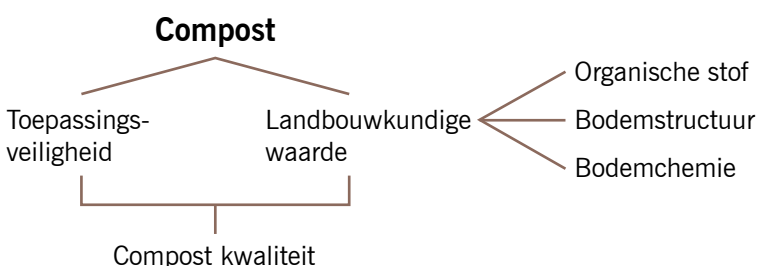 Compost
Toepassings-
veiligheid
Landbouwkundige
waarde
Organische stof
Bodemstructuur
Bodemchemie
Compost kwaliteit